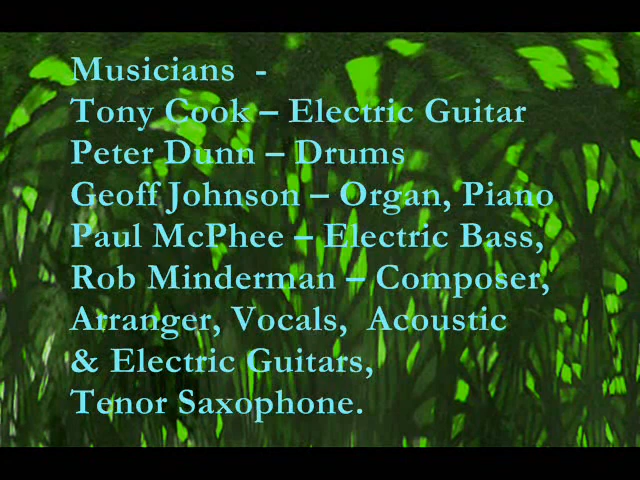 Musicians  -
Tony Cook – Electric Guitar
Peter Dunn – Drums
Geoff Johnson – Organ, Piano
Paul McPhee – Electric Bass,
Rob Minderman – Composer,
Arranger, Vocals,  Acoustic
& Electric Guitars,
Tenor Saxophone.